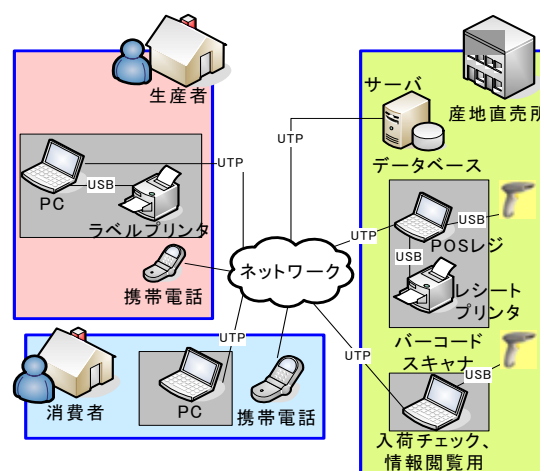 生産者
PC
USB
ラベルプリンタ
携帯電話
UTP
UTP
ネットワーク
サーバ
産地直売所
データベース
UTP
USB
POSレジ
USB
レシート
プリンタ
バーコード
スキャナ
UTP
USB
入荷チェック、
情報閲覧用
消費者
PC
UTP
携帯電話